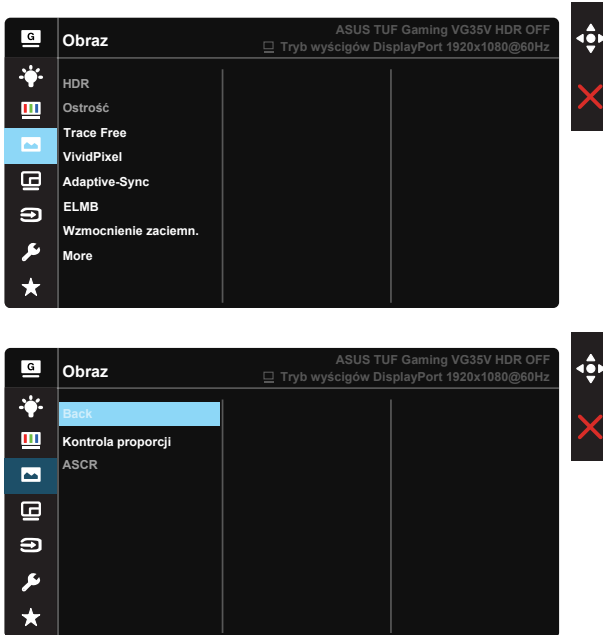 G
Obraz
ASUS TUF Gaming VG35V HDR OFF
Tryb wyścigów DisplayPort 1920x1080@60Hz
HDR
Ostrość
Trace Free
VividPixel
Adaptive-Sync
ELMB
Wzmocnienie zaciemn.
More
G
Obraz
ASUS TUF Gaming VG35V HDR OFF
Tryb wyścigów DisplayPort 1920x1080@60Hz
Back
Kontrola proporcji
ASCR